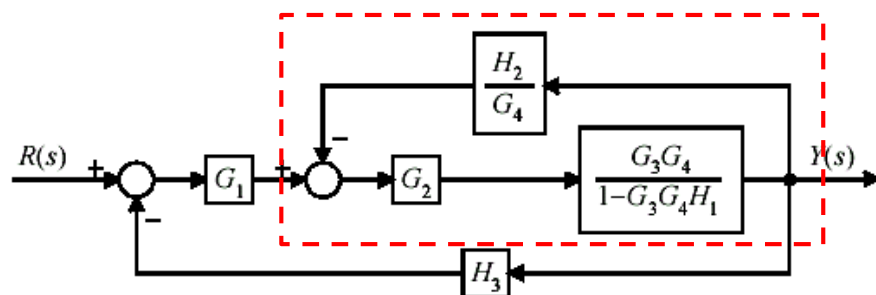 H₂
G₄
−
R(s)
+
G₁
+
G₂
G₃G₄
1−G₃G₄H₁
Y(s)
−
H₃